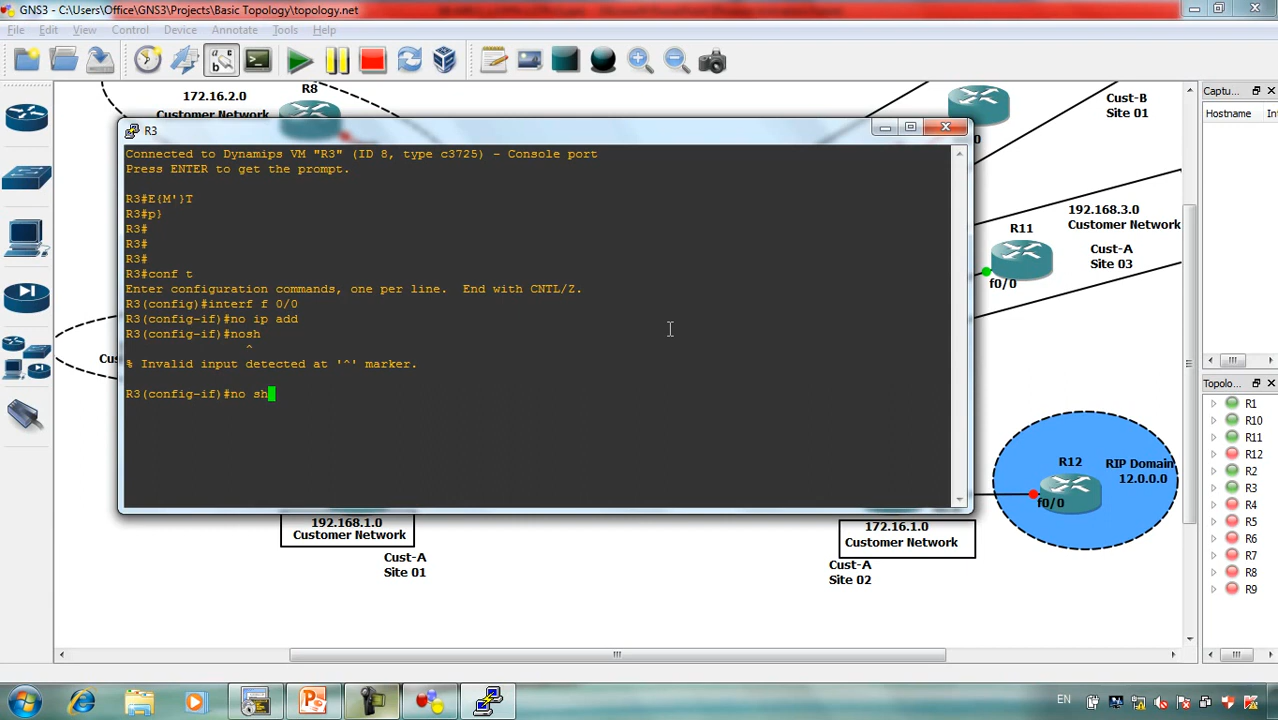 GNS3 - C:\Users\Office\GNS3\Projects\Basic Topology\topology.net
File Edit View Control Device Annotate Tools Help
172.16.2.0
Customer Network
R8
Cust-B
Site 01
R3
Connected to Dynamips VM "R3" (ID 8, type c3725) - Console port
Press ENTER to get the prompt.
R3#E{M'}T
R3#p}
R3#
R3#
R3#
R3#conf t
Enter configuration commands, one per line.  End with CNTL/Z.
R3(config)#interf f 0/0
R3(config-if)#no ip add
R3(config-if)#nosh
^
% Invalid input detected at '^' marker.
R3(config-if)#no sh
192.168.3.0
Customer Network
R11
Cust-A
Site 03
f0/0
R12
RIP Domain
12.0.0.0
f0/0
192.168.1.0
Customer Network
Cust-A
Site 01
172.16.1.0
Customer Network
Cust-A
Site 02
Captu...
Hostname
Topolo...
R1
R10
R11
R12
R2
R3
R4
R5
R6
R7
R8
R9
EN